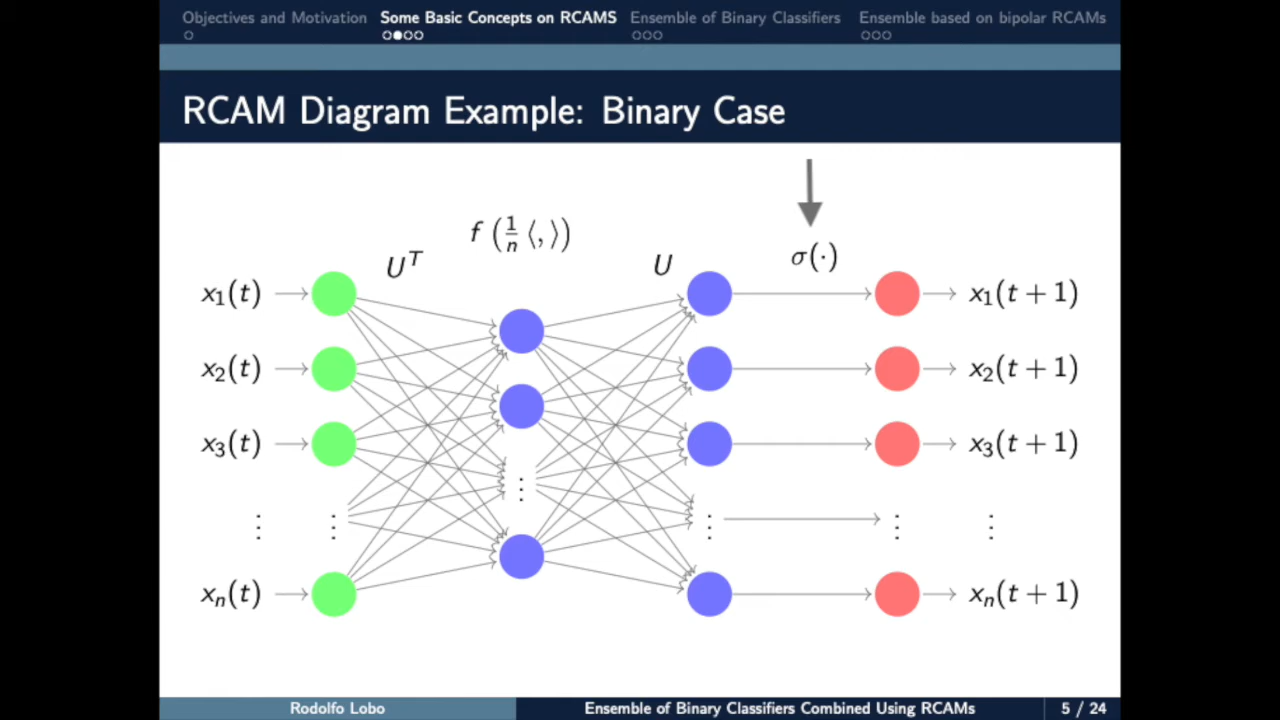 Objectives and Motivation Some Basic Concepts on RCAMS Ensemble of Binary Classifiers Ensemble based on bipolar RCAMs
RCAM Diagram Example: Binary Case
f(1/n ⟨,⟩)
U^T U σ(·)
x₁(t) x₁(t + 1)
x₂(t) x₂(t + 1)
x₃(t) x₃(t + 1)
⋮ ⋮ ⋮ ⋮ ⋮ ⋮
xₙ(t) xₙ(t + 1)
Rodolfo Lobo Ensemble of Binary Classifiers Combined Using RCAMs 5 / 24